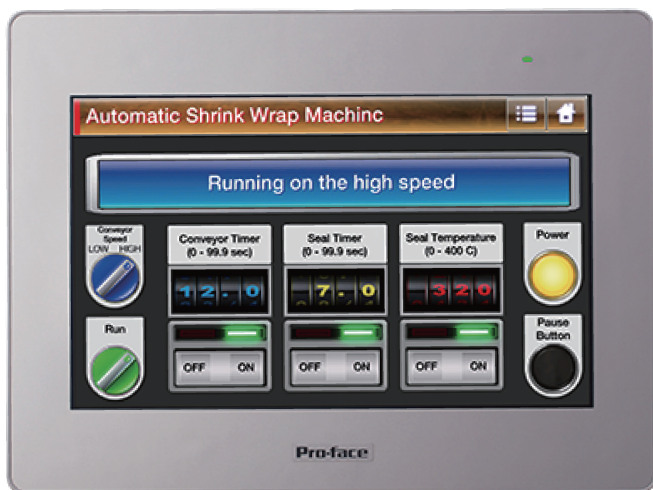 Automatic Shrink Wrap Machinc
Running on the high speed
Conveyor
Speed
LOW HIGH
Conveyor Timer
(0 - 99.9 sec)
12.0
OFF ON
Seal Timer
(0 - 99.9 sec)
7.0
OFF ON
Seal Temperature
(0 - 400 C)
320
OFF ON
Power
Run
Pause
Button
Pro-face